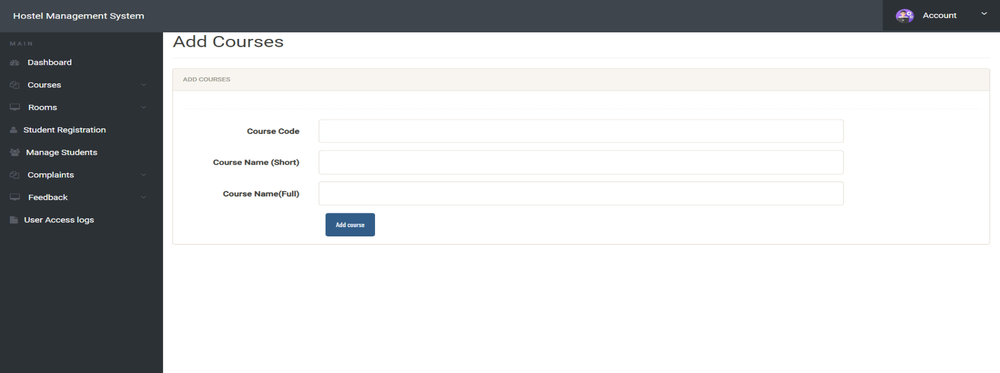 Hostel Management System
Account
MAIN
Dashboard
Courses
Rooms
Student Registration
Manage Students
Complaints
Feedback
User Access logs
Add Courses
ADD COURSES
Course Code
Course Name (Short)
Course Name(Full)
Add course